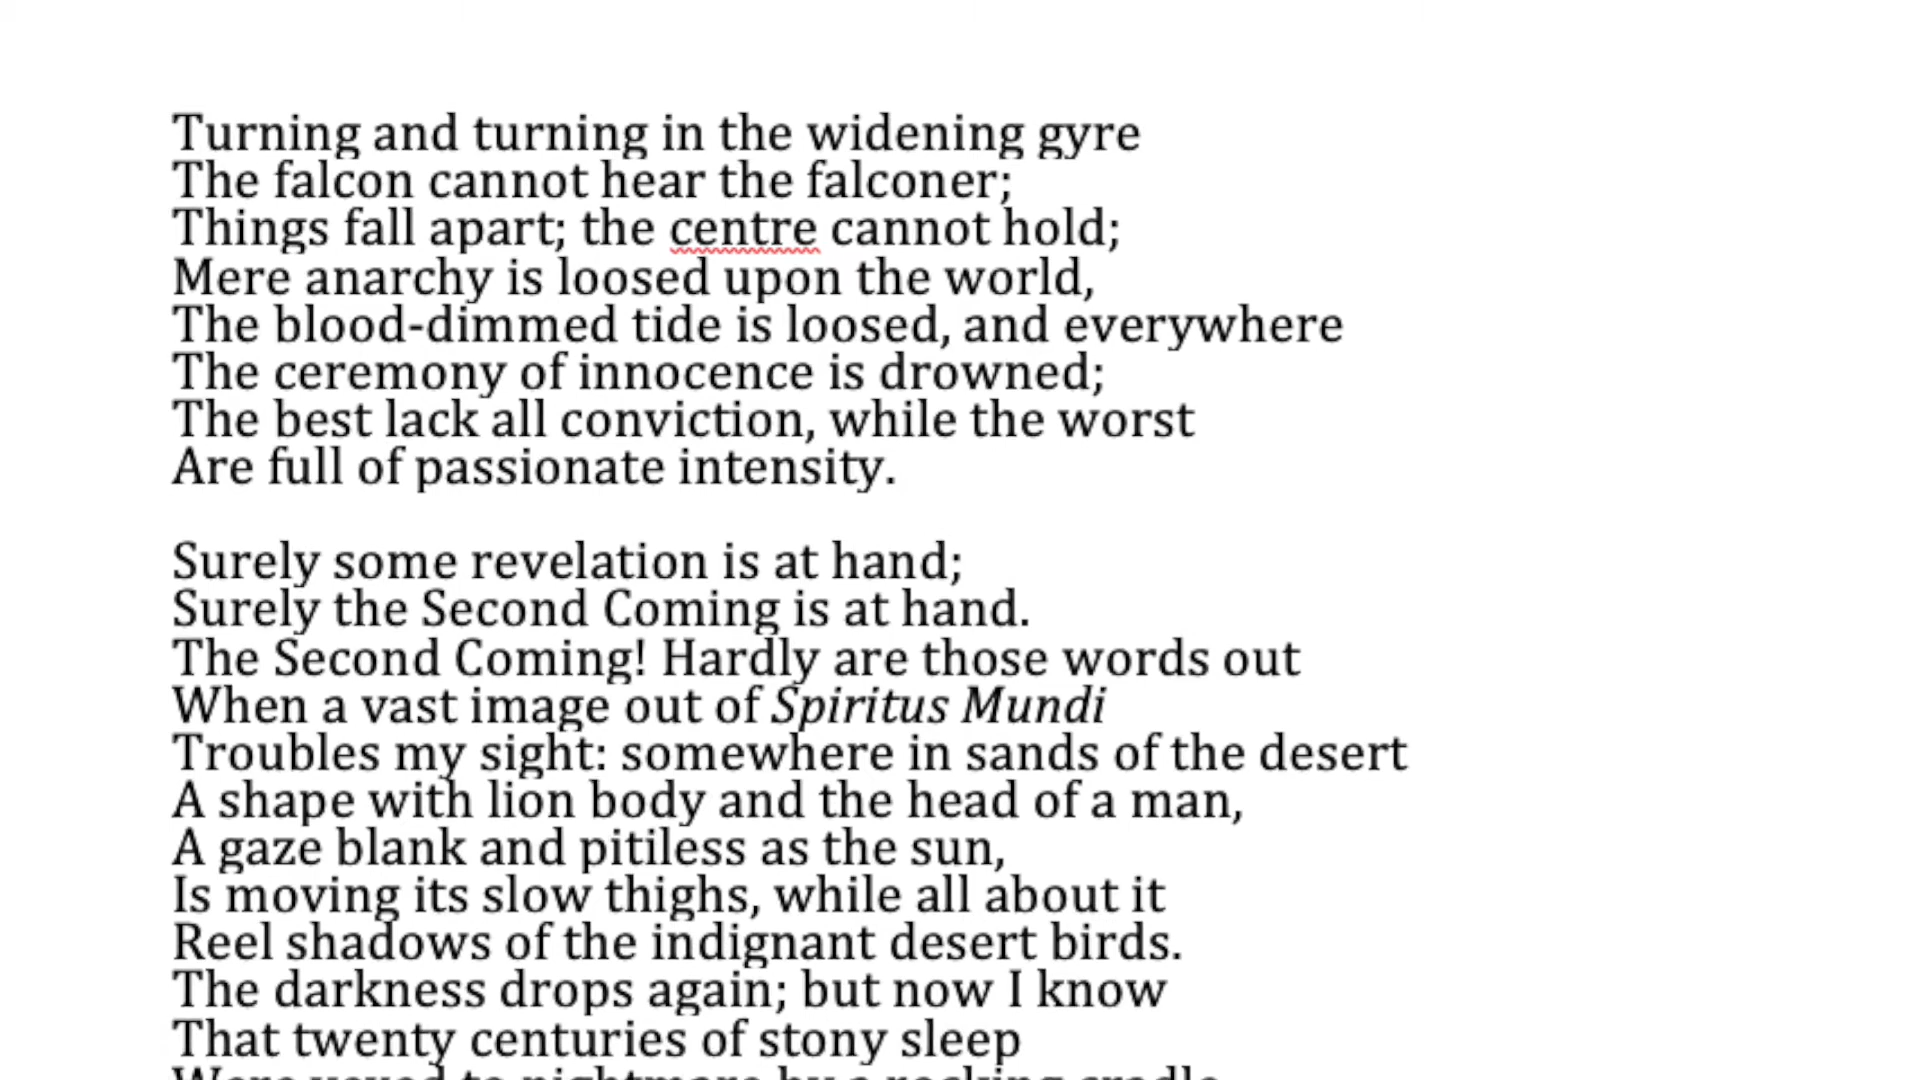 Turning and turning in the widening gyre
The falcon cannot hear the falconer;
Things fall apart; the centre cannot hold;
Mere anarchy is loosed upon the world,
The blood-dimmed tide is loosed, and everywhere
The ceremony of innocence is drowned;
The best lack all conviction, while the worst
Are full of passionate intensity.
Surely some revelation is at hand;
Surely the Second Coming is at hand.
The Second Coming! Hardly are those words out
When a vast image out of Spiritus Mundi
Troubles my sight: somewhere in sands of the desert
A shape with lion body and the head of a man,
A gaze blank and pitiless as the sun,
Is moving its slow thighs, while all about it
Reel shadows of the indignant desert birds.
The darkness drops again; but now I know
That twenty centuries of stony sleep